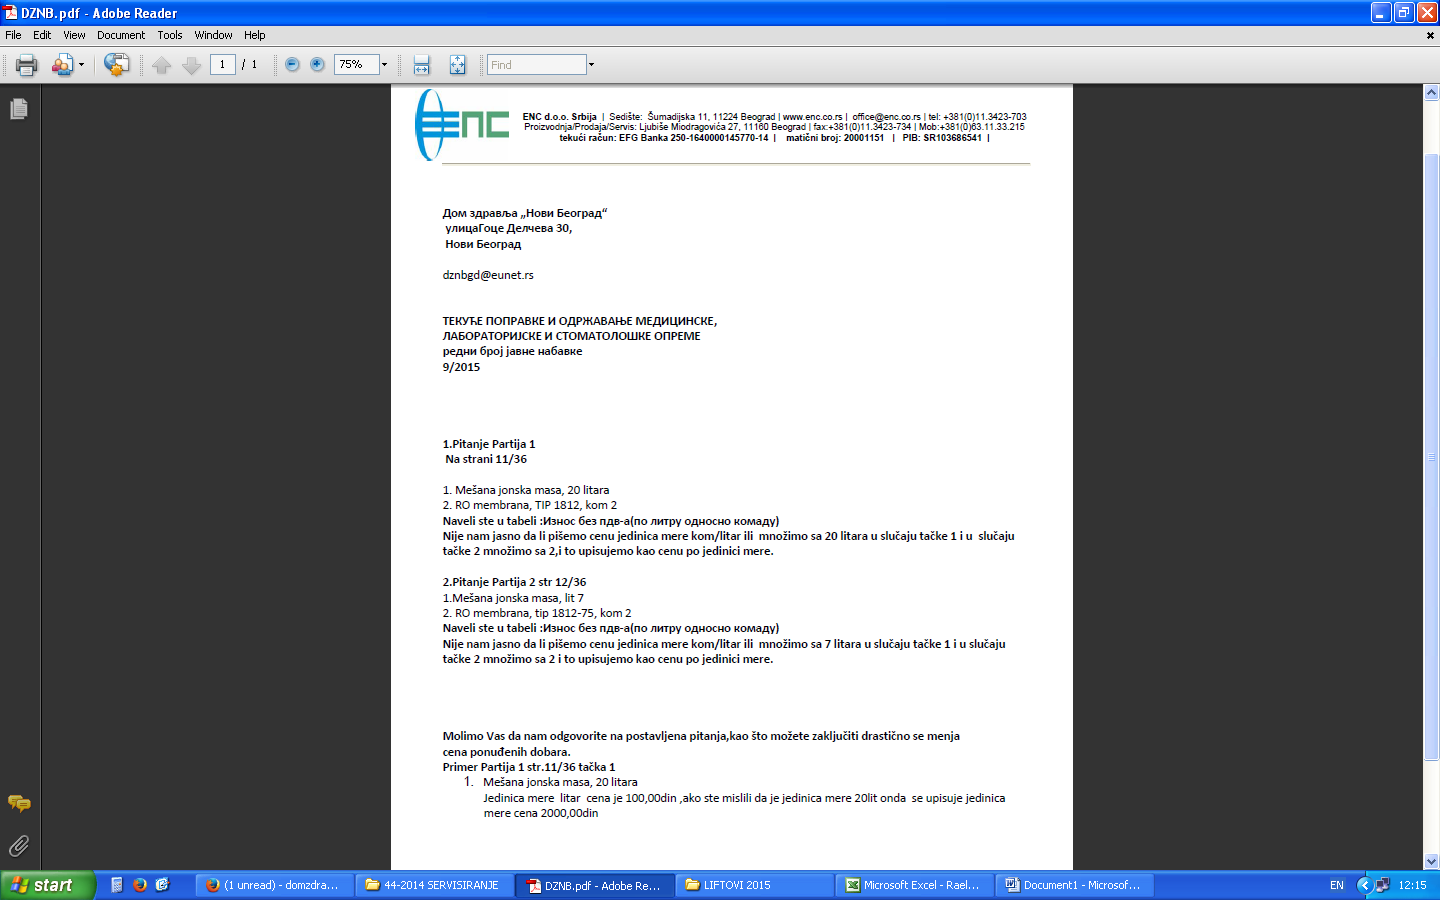 DZNB.pdf - Adobe Reader
File Edit View Document Tools Window Help
1 / 1 75% Find
ENC
ENC d.o.o. Srbija | Sedište: Šumadijska 11, 11224 Beograd | www.enc.co.rs | office@enc.co.rs | tel: +381(0)11.3423-703
Proizvodnja/Prodaja/Servis: Ljubiše Miodragovića 27, 11160 Beograd | fax:+381(0)11.3423-734 | Mob:+381(0)63.11.33.215
tekući račun: EFG Banka 250-1640000145770-14 | matični broj: 20001151 | PIB: SR103686541 |
Дом здравља „Нови Београд“
улицаГоце Делчева 30,
Нови Београд
dznbgd@eunet.rs
ТЕКУЋЕ ПОПРАВКЕ И ОДРЖАВАЊЕ МЕДИЦИНСКЕ,
ЛАБОРАТОРИЈСКЕ И СТОМАТОЛОШКЕ ОПРЕМЕ
редни број јавне набавке
9/2015
1.Pitanje Partija 1
Na strani 11/36
1. Mešana jonska masa, 20 litara
2. RO membrana, TIP 1812, kom 2
Naveli ste u tabeli :Износ без пдв-а(по литру односно комаду)
Nije nam jasno da li pišemo cenu jedinica mere kom/litar ili množimo sa 20 litara u slučaju tačke 1 i u slučaju
tačke 2 množimo sa 2,i to upisujemo kao cenu po jedinici mere.
2.Pitanje Partija 2 str 12/36
1.Mešana jonska masa, lit 7
2. RO membrana, tip 1812-75, kom 2
Naveli ste u tabeli :Износ без пдв-а(по литру односно комаду)
Nije nam jasno da li pišemo cenu jedinica mere kom/litar ili množimo sa 7 litara u slučaju tačke 1 i u slučaju
tačke 2 množimo sa 2 i to upisujemo kao cenu po jedinici mere.
Molimo Vas da nam odgovorite na postavljena pitanja,kao što možete zaključiti drastično se menja
cena ponuđenih dobara.
Primer Partija 1 str.11/36 tačka 1
1. Mešana jonska masa, 20 litara
Jedinica mere litar cena je 100,00din ,ako ste mislili da je jedinica mere 20lit onda se upisuje jedinica
mere cena 2000,00din
start (1 unread) - domzdra... 44-2014 SERVISIRANJE DZNB.pdf - Adobe Re... LIFTOVI 2015 Microsoft Excel - Rael... Document1 - Microsof... EN 12:15